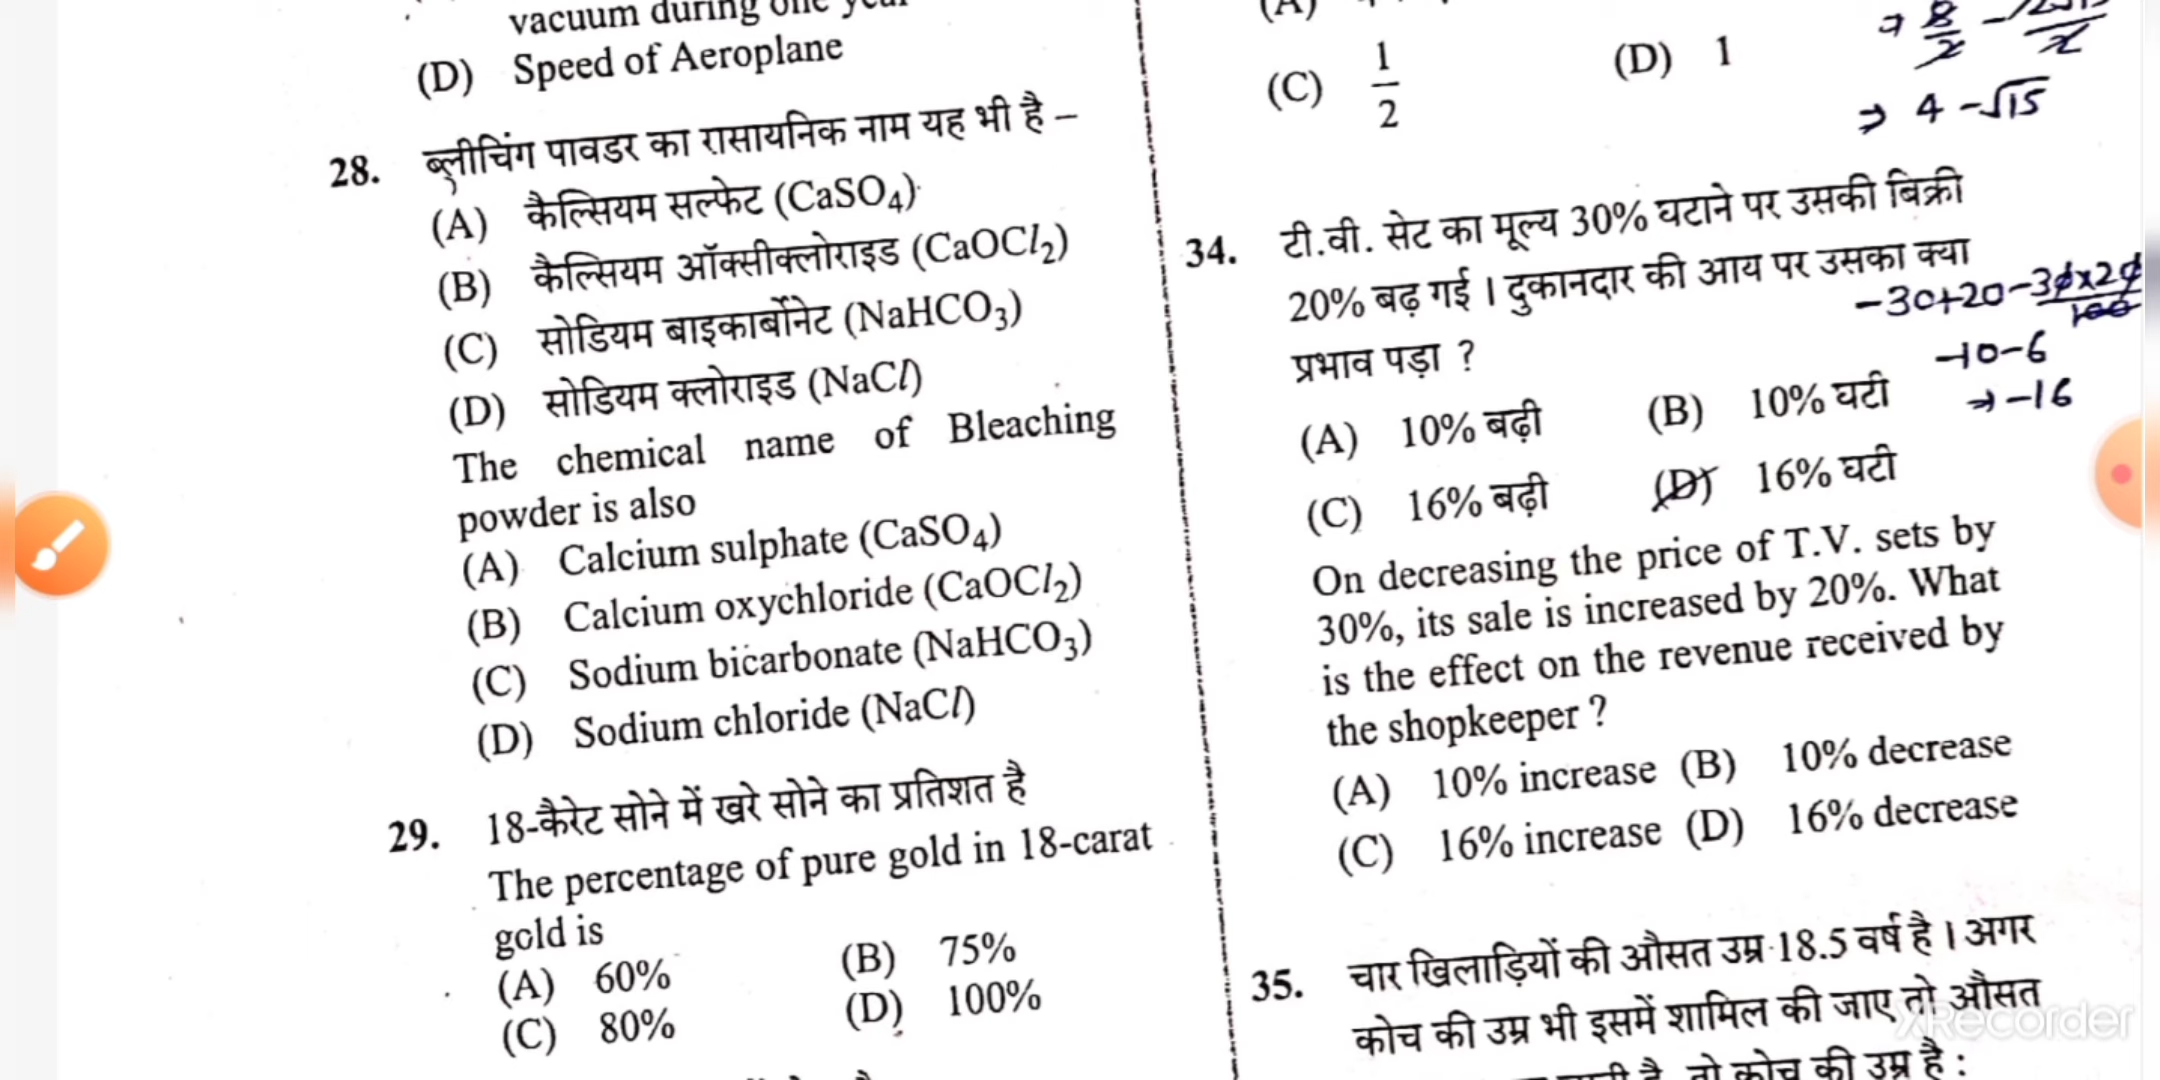 vacuum during one
(D) Speed of Aeroplane
28. ब्लीचिंग पावडर का रासायनिक नाम यह भी है –
(A) कैल्सियम सल्फेट (CaSO4)
(B) कैल्सियम ऑक्सीक्लोराइड (CaOCl2)
(C) सोडियम बाइकार्बोनेट (NaHCO3)
(D) सोडियम क्लोराइड (NaCl)
The chemical name of Bleaching
powder is also
(A) Calcium sulphate (CaSO4)
(B) Calcium oxychloride (CaOCl2)
(C) Sodium bicarbonate (NaHCO3)
(D) Sodium chloride (NaCl)
29. 18-कैरेट सोने में खरे सोने का प्रतिशत है
The percentage of pure gold in 18-carat
gold is
(A) 60% (B) 75%
(C) 80% (D) 100%
(C) 1/2 (D) 1
⇒ 4 - √15
34. टी.वी. सेट का मूल्य 30% घटाने पर उसकी बिक्री
20% बढ़ गई । दुकानदार की आय पर उसका क्या
प्रभाव पड़ा ?
-30+20-30x20/100
-10-6
⇒ -16
(A) 10% बढ़ी (B) 10% घटी
(C) 16% बढ़ी (D) 16% घटी
On decreasing the price of T.V. sets by
30%, its sale is increased by 20%. What
is the effect on the revenue received by
the shopkeeper ?
(A) 10% increase (B) 10% decrease
(C) 16% increase (D) 16% decrease
35. चार खिलाड़ियों की औसत उम्र 18.5 वर्ष है । अगर
कोच की उम्र भी इसमें शामिल की जाए तो औसत
तो कोच की उम्र है :
XRecorder